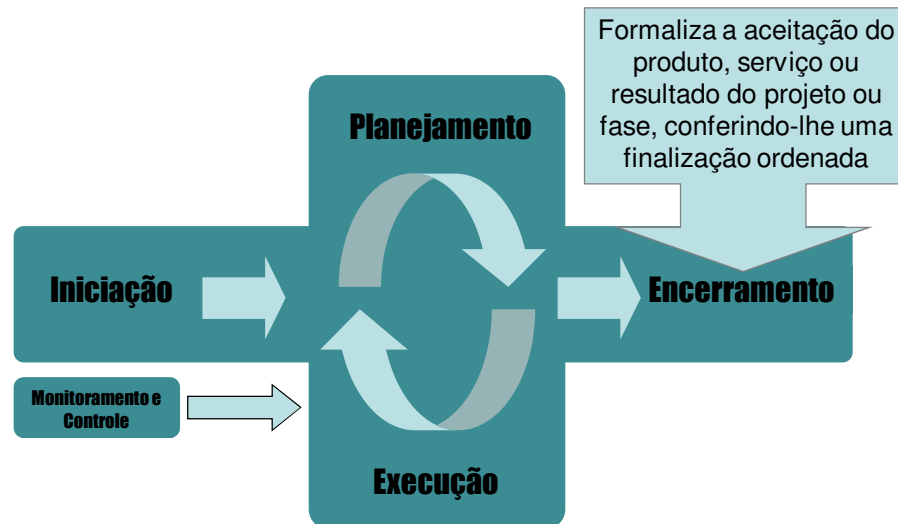 Formaliza a aceitação do
produto, serviço ou
resultado do projeto ou
fase, conferindo-lhe uma
finalização ordenada
Planejamento
Iniciação
Encerramento
Monitoramento e
Controle
Execução